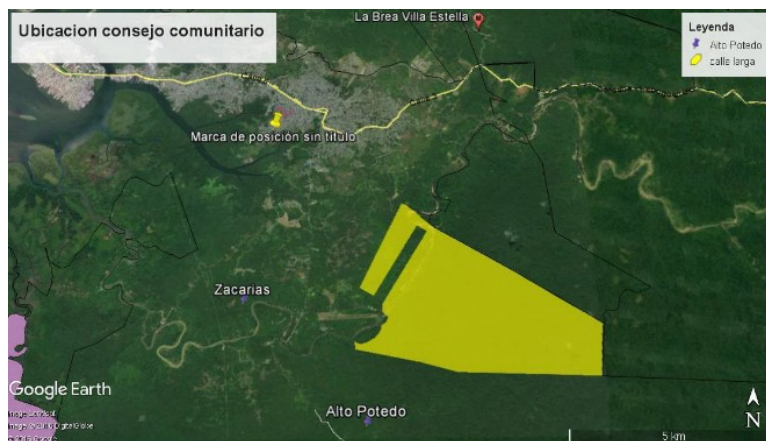 Ubicacion consejo comunitario
La Brea Villa Estella
Leyenda
Alto Potedo
calle larga
Marca de posición sin titulo
Zacarias
Google Earth
Alto Potedo
N
5 km